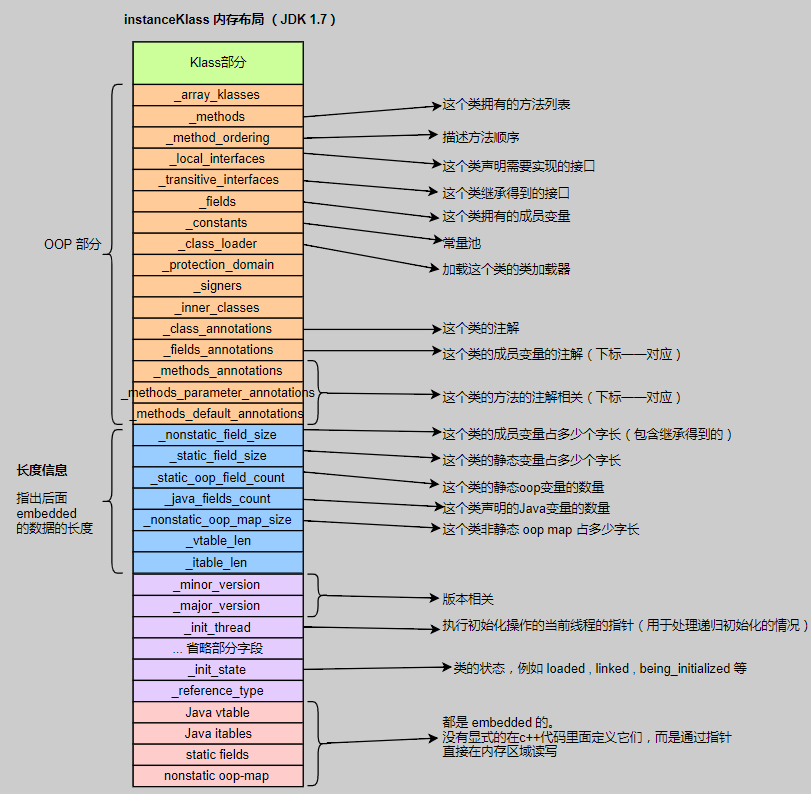 instanceKlass 内存布局 （JDK 1.7 ）
Klass部分
_array_klasses
_methods
_method_ordering
_local_interfaces
_transitive_interfaces
_fields
_constants
_class_loader
_protection_domain
_signers
_inner_classes
_class_annotations
_fields_annotations
_methods_annotations
_methods_parameter_annotations
_methods_default_annotations
_nonstatic_field_size
_static_field_size
_static_oop_field_count
_java_fields_count
_nonstatic_oop_map_size
_vtable_len
_itable_len
_minor_version
_major_version
_init_thread
... 省略部分字段
_init_state
_reference_type
Java vtable
Java itables
static fields
nonstatic oop-map
OOP 部分
长度信息
指出后面
embedded
的数据的长度
这个类拥有的方法列表
描述方法顺序
这个类声明需要实现的接口
这个类继承得到的接口
这个类拥有的成员变量
常量池
加载这个类的类加载器
这个类的注解
这个类的成员变量的注解（下标——对应）
这个类的方法的注解相关（下标——对应）
这个类的成员变量占多少个字长（包含继承得到的）
这个类的静态变量占多少个字长
这个类的静态oop变量的数量
这个类声明的Java变量的数量
这个类非静态 oop map 占多少字长
版本相关
执行初始化操作的当前线程的指针（用于处理递归初始化的情况）
类的状态，例如 loaded , linked , being_initialized 等
都是 embedded 的。
没有显式的在c++代码里面定义它们，而是通过指针
直接在内存区域读写